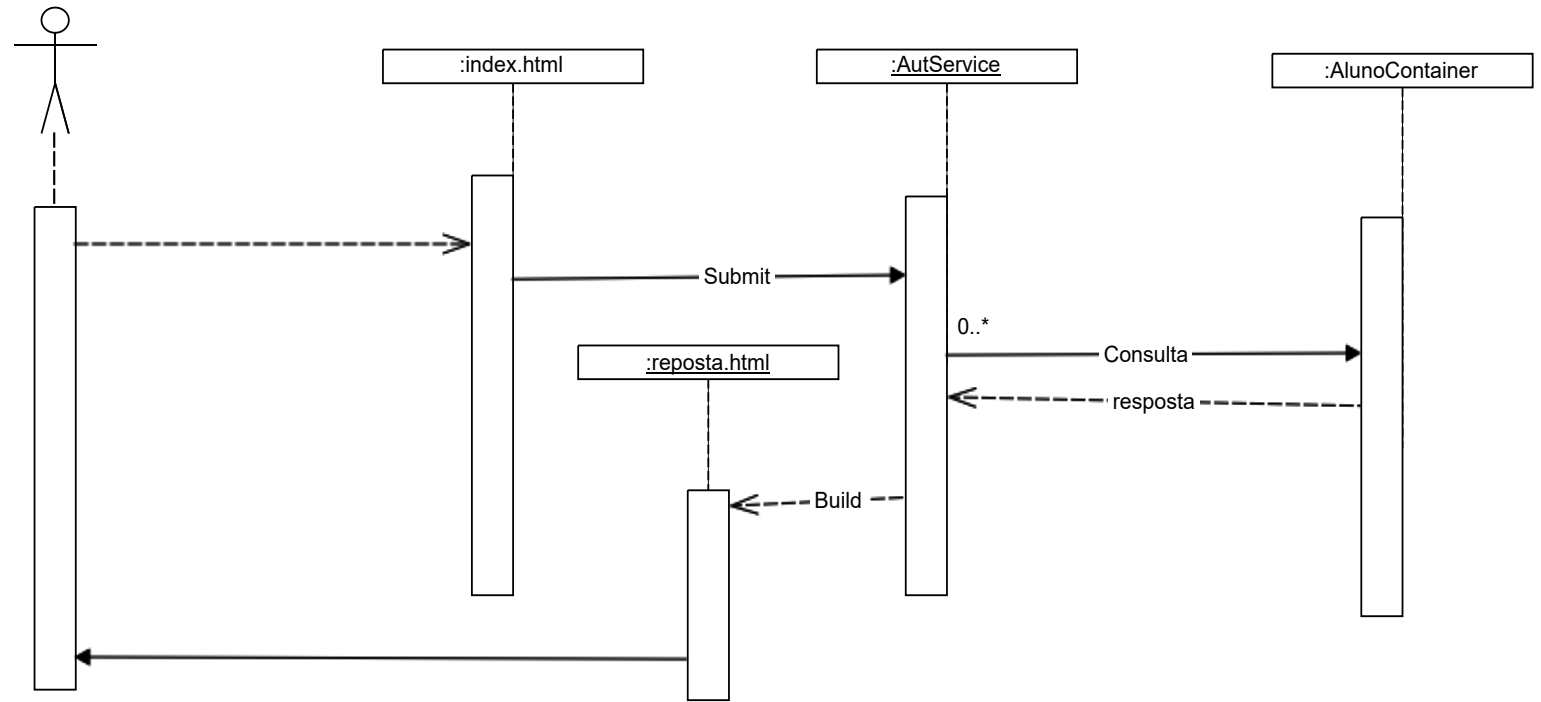 :index.html
:AutService
:AlunoContainer
Submit
0..*
Consulta
:reposta.html
resposta
Build